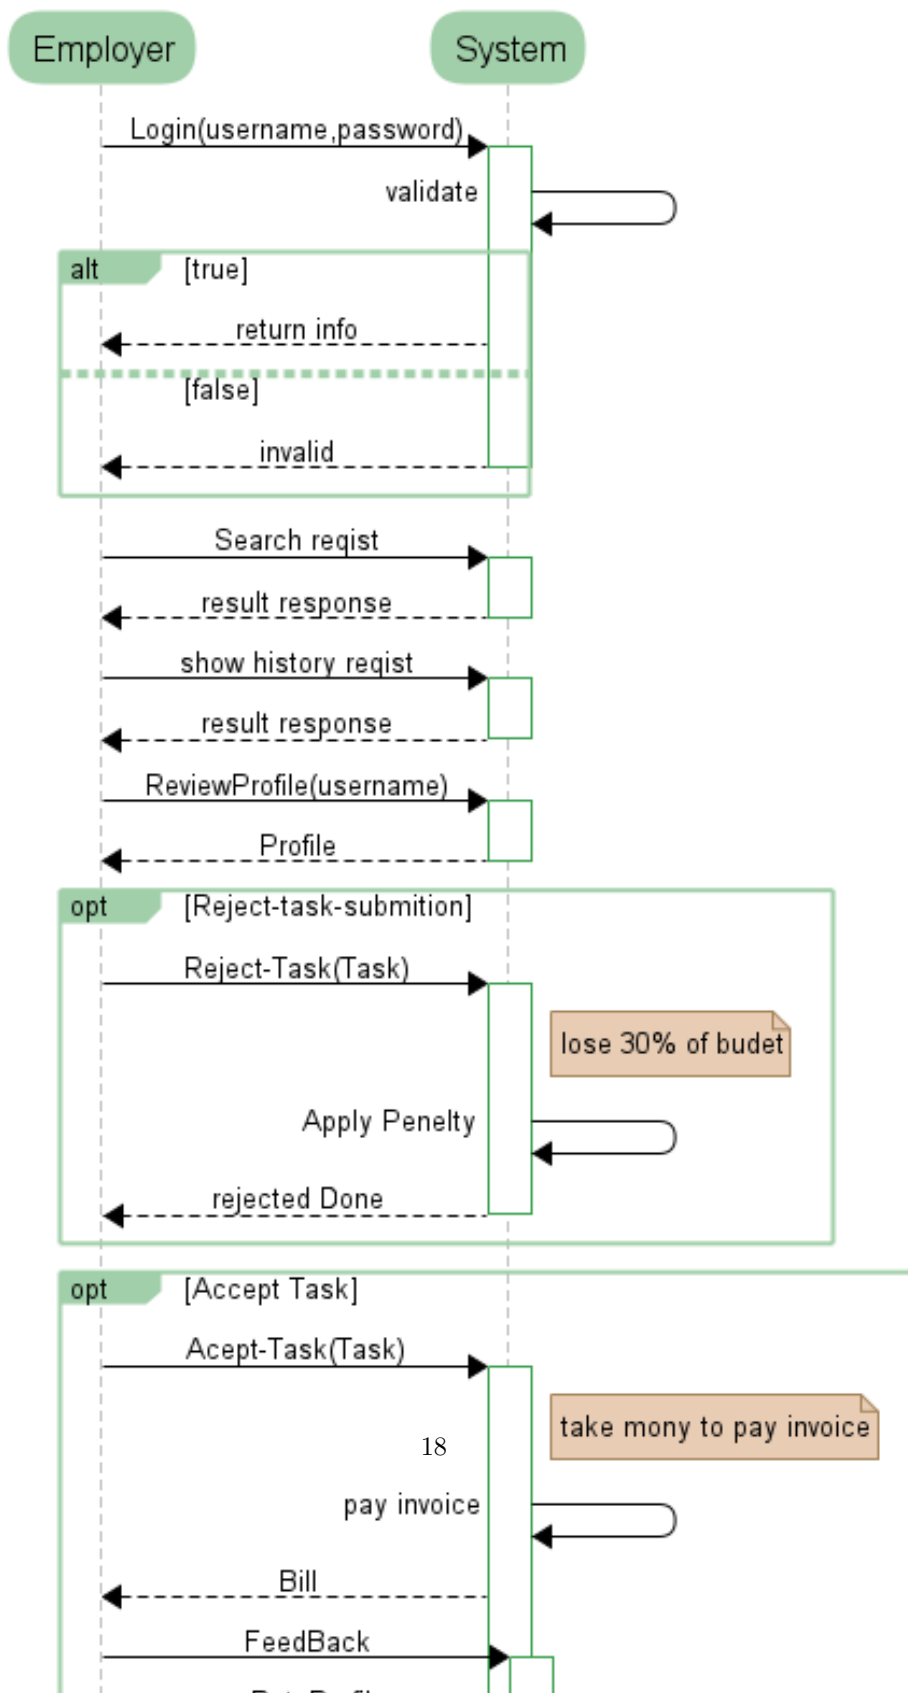 Employer
System
Login(username,password)
validate
alt
[true]
return info
[false]
invalid
Search reqist
result response
show history reqist
result response
ReviewProfile(username)
Profile
opt
[Reject-task-submition]
Reject-Task(Task)
lose 30% of budet
Apply Penelty
rejected Done
opt
[Accept Task]
Acept-Task(Task)
take mony to pay invoice
18
pay invoice
Bill
FeedBack